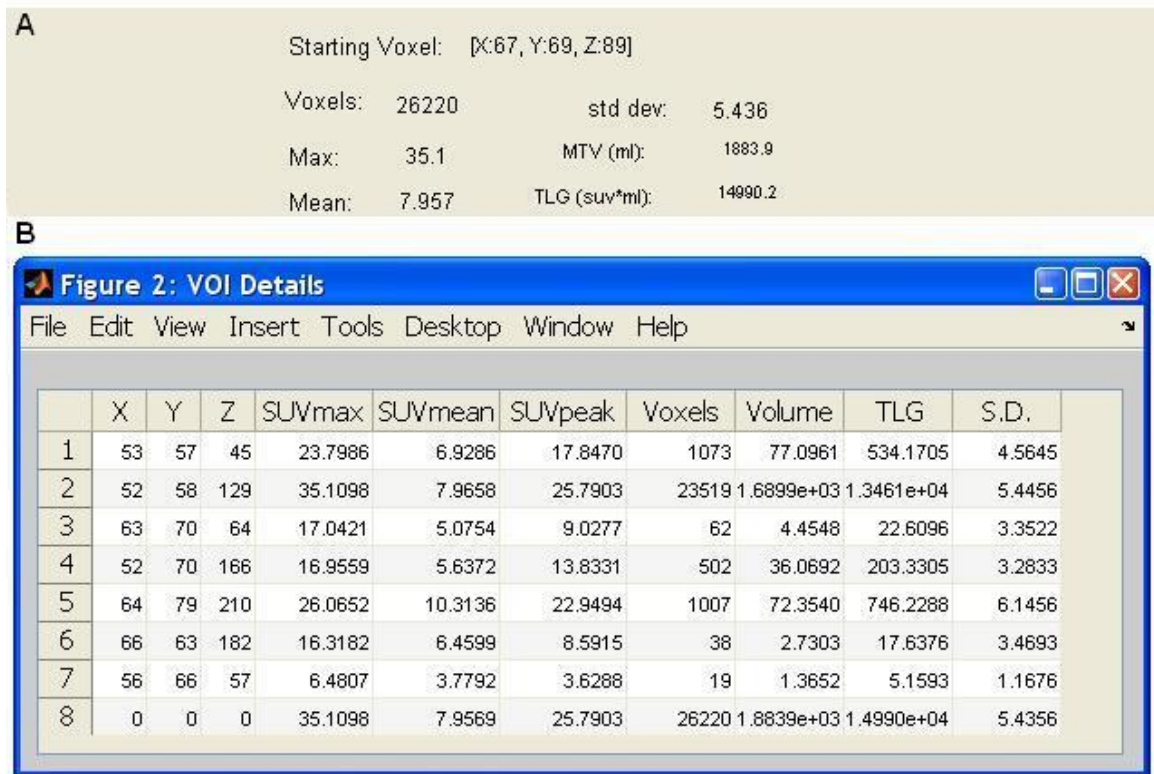 A
Starting Voxel: [X:67, Y:69, Z:89]
Voxels: 26220 std dev: 5.436
Max: 35.1 MTV (ml): 1883.9
Mean: 7.957 TLG (suv*ml): 14990.2
B
Figure 2: VOI Details
File Edit View Insert Tools Desktop Window Help
X Y Z SUVmax SUVmean SUVpeak Voxels Volume TLG S.D.
1 53 57 45 23.7986 6.9286 17.8470 1073 77.0961 534.1705 4.5645
2 52 58 129 35.1098 7.9658 25.7903 23519 1.6899e+03 1.3461e+04 5.4456
3 63 70 64 17.0421 5.0754 9.0277 62 4.4548 22.6096 3.3522
4 52 70 166 16.9559 5.6372 13.8331 502 36.0692 203.3305 3.2833
5 64 79 210 26.0652 10.3136 22.9494 1007 72.3540 746.2288 6.1456
6 66 63 182 16.3182 6.4599 8.5915 38 2.7303 17.6376 3.4693
7 56 66 57 6.4807 3.7792 3.6288 19 1.3652 5.1593 1.1676
8 0 0 0 35.1098 7.9569 25.7903 26220 1.8839e+03 1.4990e+04 5.4356